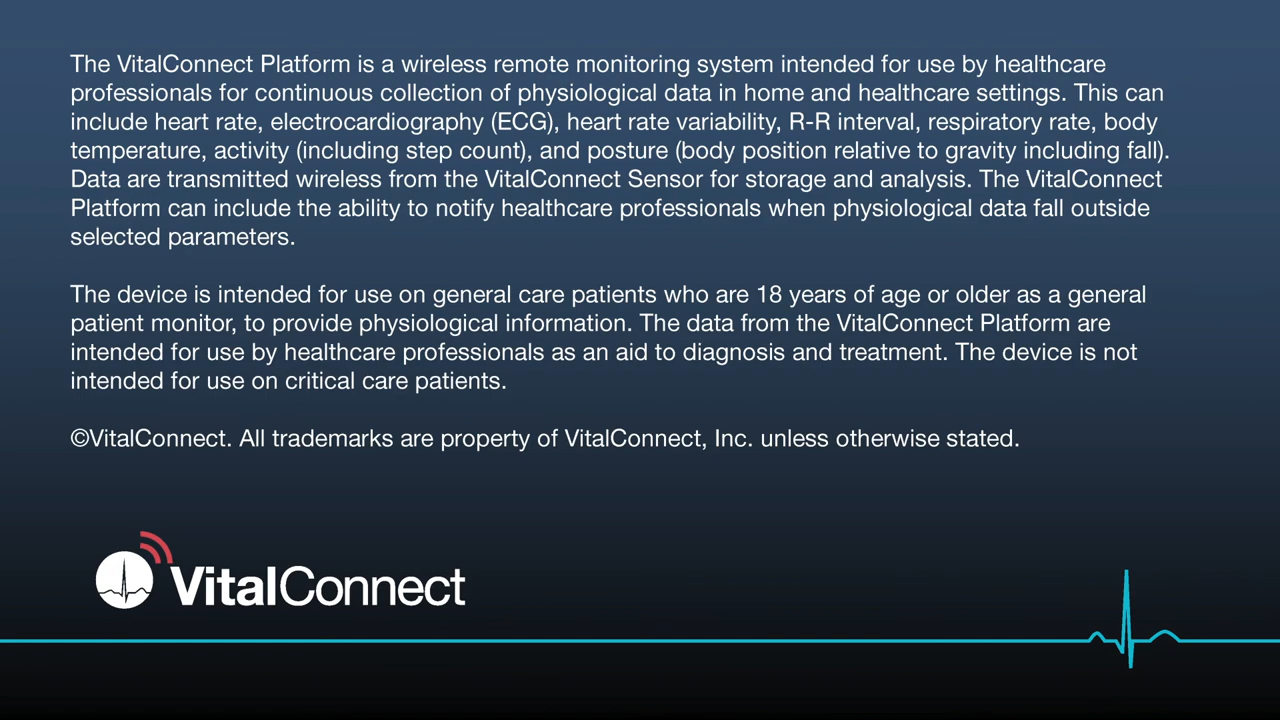 The VitalConnect Platform is a wireless remote monitoring system intended for use by healthcare
professionals for continuous collection of physiological data in home and healthcare settings. This can
include heart rate, electrocardiography (ECG), heart rate variability, R-R interval, respiratory rate, body
temperature, activity (including step count), and posture (body position relative to gravity including fall).
Data are transmitted wireless from the VitalConnect Sensor for storage and analysis. The VitalConnect
Platform can include the ability to notify healthcare professionals when physiological data fall outside
selected parameters.
The device is intended for use on general care patients who are 18 years of age or older as a general
patient monitor, to provide physiological information. The data from the VitalConnect Platform are
intended for use by healthcare professionals as an aid to diagnosis and treatment. The device is not
intended for use on critical care patients.
©VitalConnect. All trademarks are property of VitalConnect, Inc. unless otherwise stated.
VitalConnect